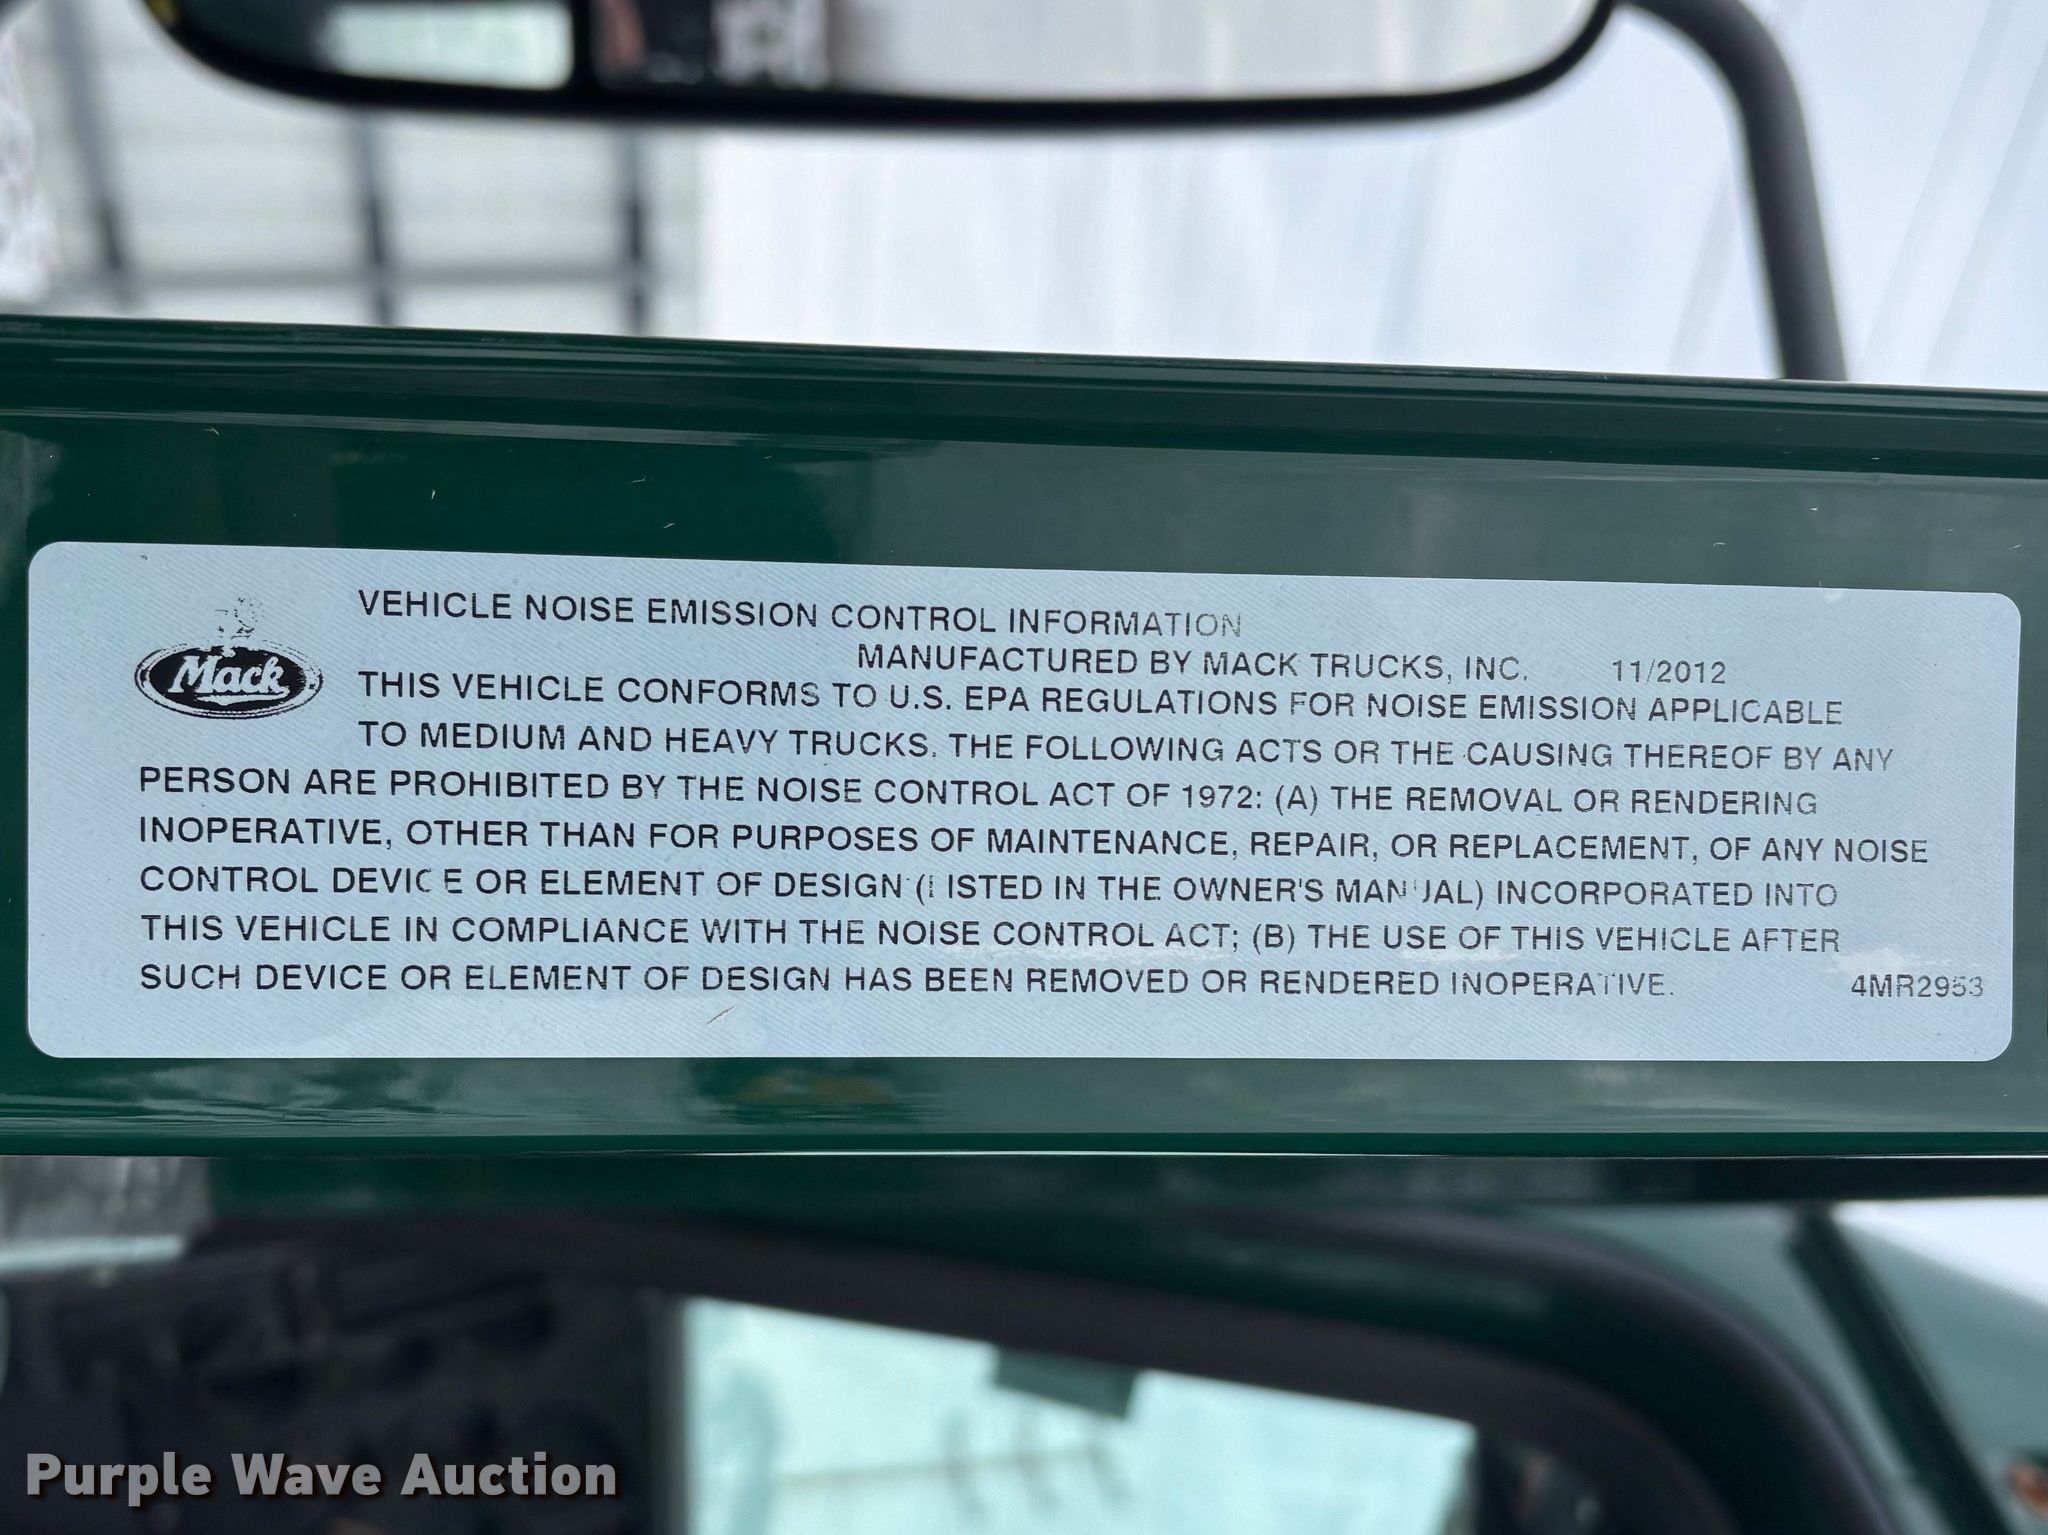 VEHICLE NOISE EMISSION CONTROL INFORMATION
MANUFACTURED BY MACK TRUCKS, INC. 11/2012
Mack
THIS VEHICLE CONFORMS TO U.S. EPA REGULATIONS FOR NOISE EMISSION APPLICABLE
TO MEDIUM AND HEAVY TRUCKS. THE FOLLOWING ACTS OR THE CAUSING THEREOF BY ANY
PERSON ARE PROHIBITED BY THE NOISE CONTROL ACT OF 1972: (A) THE REMOVAL OR RENDERING
INOPERATIVE, OTHER THAN FOR PURPOSES OF MAINTENANCE, REPAIR, OR REPLACEMENT, OF ANY NOISE
CONTROL DEVICE OR ELEMENT OF DESIGN (LISTED IN THE OWNER'S MANUAL) INCORPORATED INTO
THIS VEHICLE IN COMPLIANCE WITH THE NOISE CONTROL ACT; (B) THE USE OF THIS VEHICLE AFTER
SUCH DEVICE OR ELEMENT OF DESIGN HAS BEEN REMOVED OR RENDERED INOPERATIVE. 4MR2953
Purple Wave Auction